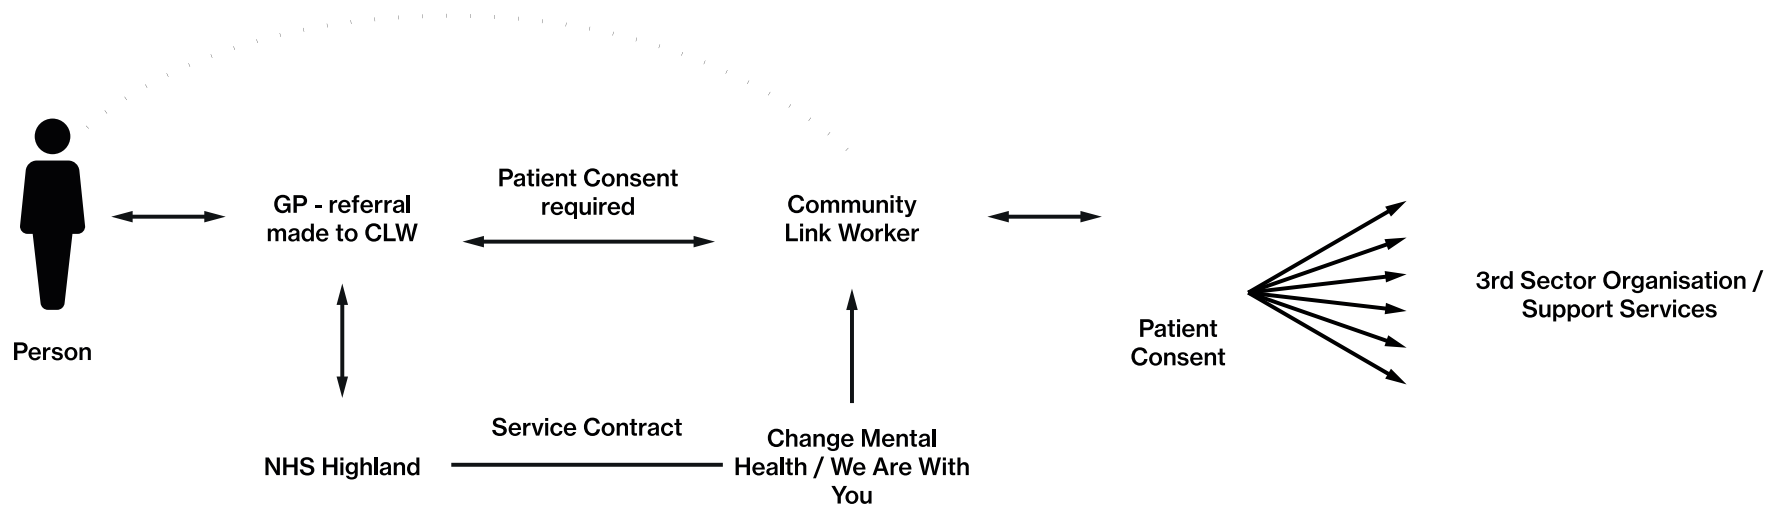 Patient Consent
required
GP - referral
made to CLW
Community
Link Worker
3rd Sector Organisation /
Support Services
Patient
Consent
Person
Service Contract
NHS Highland
Change Mental
Health / We Are With
You